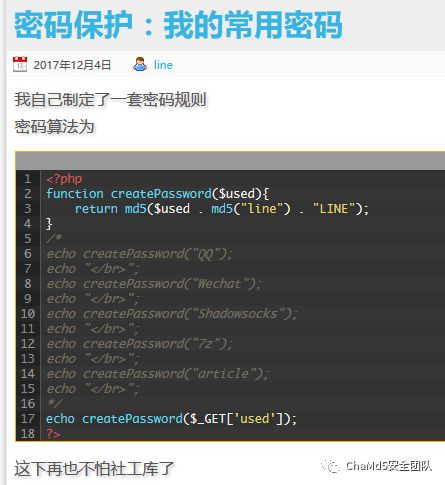 密码保护：我的常用密码
2017年12月4日 line
我自己制定了一套密码规则
密码算法为
1 <?php
2 function createPassword($used){
3 return md5($used . md5("line") . "LINE");
4 }
5 /*
6 echo createPassword("QQ");
7 echo "</br>";
8 echo createPassword("Wechat");
9 echo "</br>";
10 echo createPassword("Shadowsocks");
11 echo "</br>";
12 echo createPassword("7z");
13 echo "</br>";
14 echo createPassword("article");
15 echo "</br>";
16 */
17 echo createPassword($_GET['used']);
18 ?>
这下再也不怕社工库了
ChaMd5安全团队